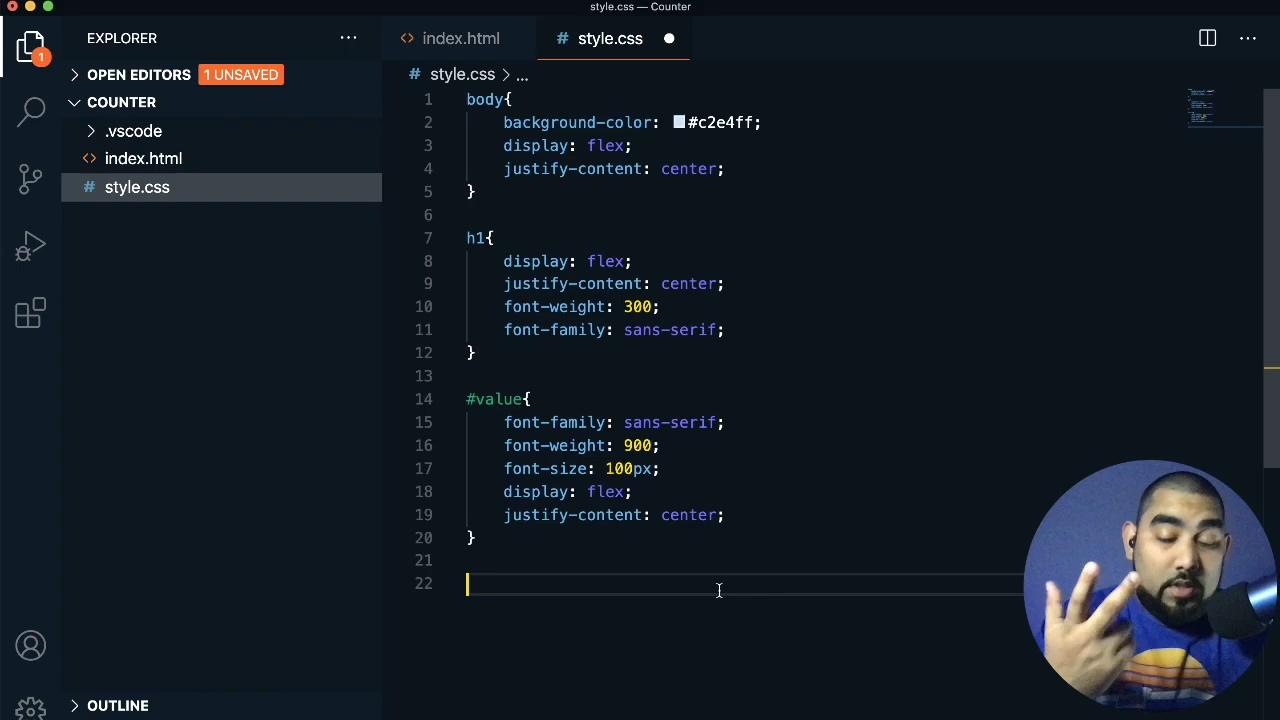 style.css — Counter
EXPLORER
index.html
# style.css
OPEN EDITORS 1 UNSAVED
# style.css > ...
COUNTER
.vscode
index.html
# style.css
1
1 body{
2 background-color: #c2e4ff;
3 display: flex;
4 justify-content: center;
5 }
6
7 h1{
8 display: flex;
9 justify-content: center;
10 font-weight: 300;
11 font-family: sans-serif;
12 }
13
14 #value{
15 font-family: sans-serif;
16 font-weight: 900;
17 font-size: 100px;
18 display: flex;
19 justify-content: center;
20 }
21
22
OUTLINE